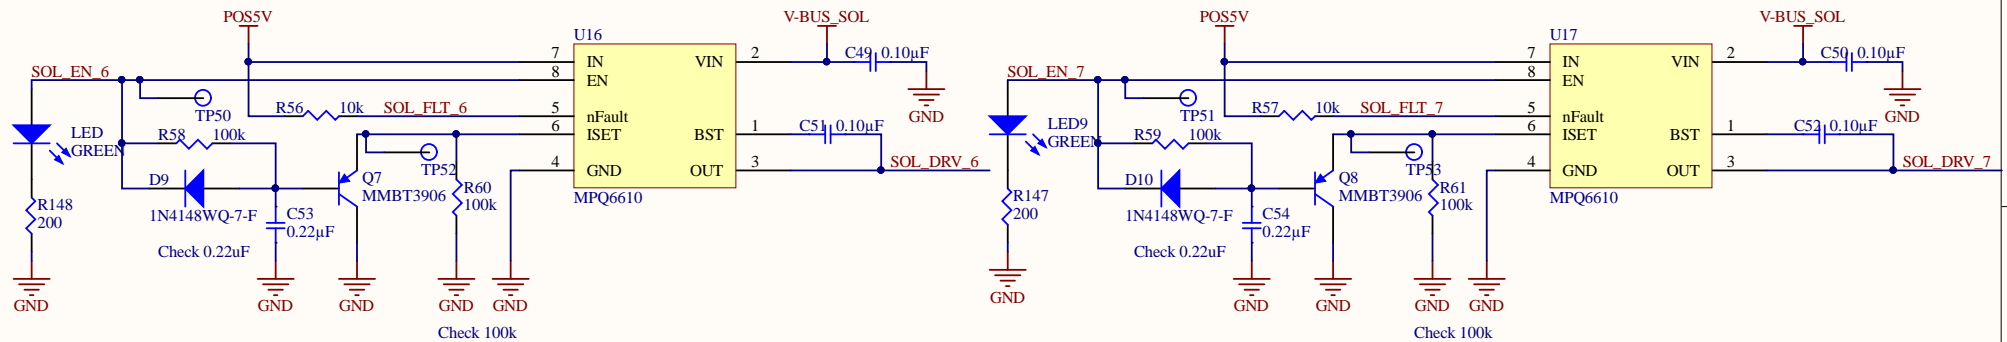 POS5V
V-BUS_SOL
U16
C49 0.10µF
SOL_EN_6
7
IN
VIN
2
8
EN
GND
TP50
R56
10k
SOL_FLT_6
5
nFault
LED
GREEN
R58
100k
6
ISET
BST
1
C51 0.10µF
TP52
4
GND
OUT
3
SOL_DRV_6
D9
Q7
MMBT3906
R60
100k
MPQ6610
R148
200
1N4148WQ-7-F
C53
0.22µF
Check 0.22uF
GND
GND
GND
GND
GND
Check 100k
POS5V
V-BUS_SOL
U17
C50 0.10µF
SOL_EN_7
7
IN
VIN
2
8
EN
GND
TP51
R57
10k
SOL_FLT_7
5
nFault
LED9
GREEN
R59
100k
6
ISET
BST
1
C52 0.10µF
TP53
4
GND
OUT
3
SOL_DRV_7
D10
Q8
MMBT3906
R61
100k
MPQ6610
R147
200
1N4148WQ-7-F
C54
0.22µF
Check 0.22uF
GND
GND
GND
GND
GND
Check 100k